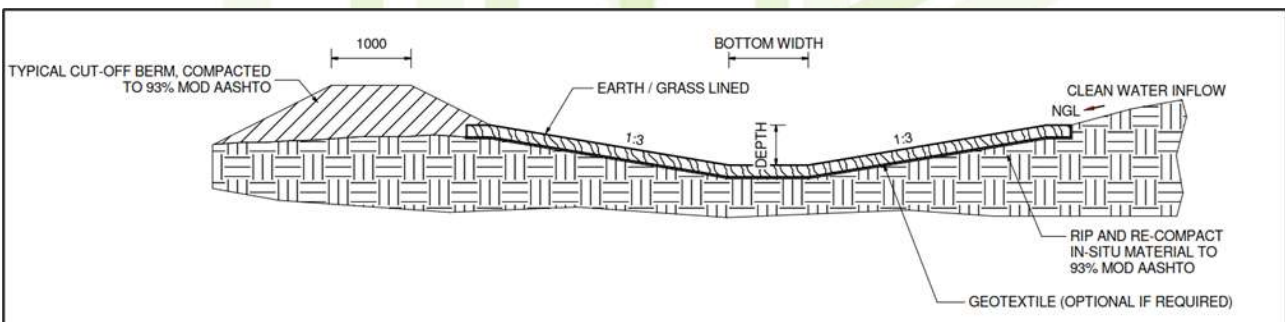 1000
BOTTOM WIDTH
TYPICAL CUT-OFF BERM, COMPACTED
TO 93% MOD AASHTO
EARTH / GRASS LINED
CLEAN WATER INFLOW
NGL
1:3
DEPTH
1:3
RIP AND RE-COMPACT
IN-SITU MATERIAL TO
93% MOD AASHTO
GEOTEXTILE (OPTIONAL IF REQUIRED)